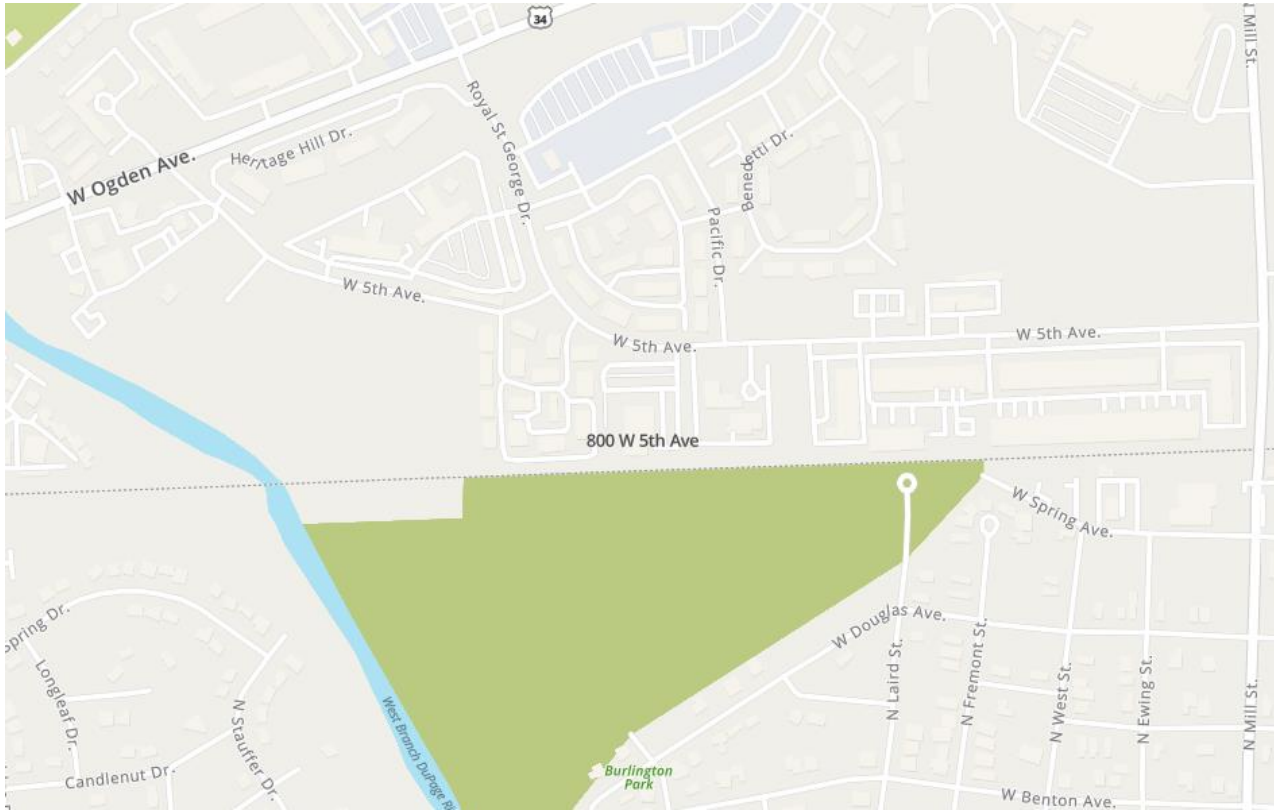 34
N Mill St.
Royal St George Dr.
Heritage Hill Dr.
Benedetti Dr.
W Ogden Ave.
Pacific Dr.
W 5th Ave.
W 5th Ave.
W 5th Ave.
800 W 5th Ave
W Spring Ave.
Spring Dr.
W Douglas Ave.
Longleaf Dr.
N Laird St.
N Fremont St.
N West St.
N Ewing St.
N Mill St.
N Stauffer Dr.
West Branch DuPage Ri
Candlenut Dr.
Burlington
Park
W Benton Ave.